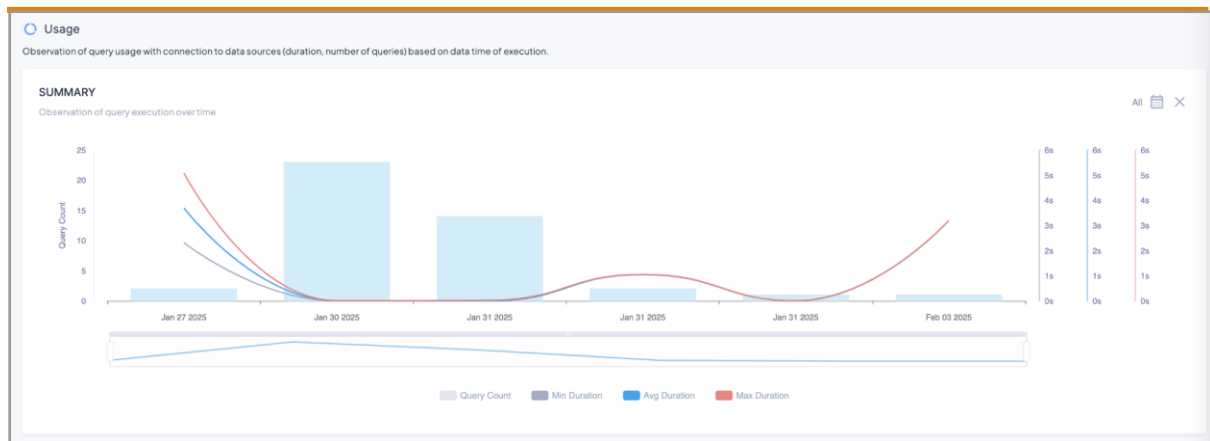 Usage
Observation of query usage with connection to data sources (duration, number of queries) based on data time of execution.
SUMMARY
Observation of query execution over time
All
25 6s 6s 6s
20 5s 5s 5s
4s 4s 4s
15
3s 3s 3s
10
2s 2s 2s
5 1s 1s 1s
0 0s 0s 0s
Query Count
Jan 27 2025 Jan 30 2025 Jan 31 2025 Jan 31 2025 Jan 31 2025 Feb 03 2025
Query Count Min Duration Avg Duration Max Duration